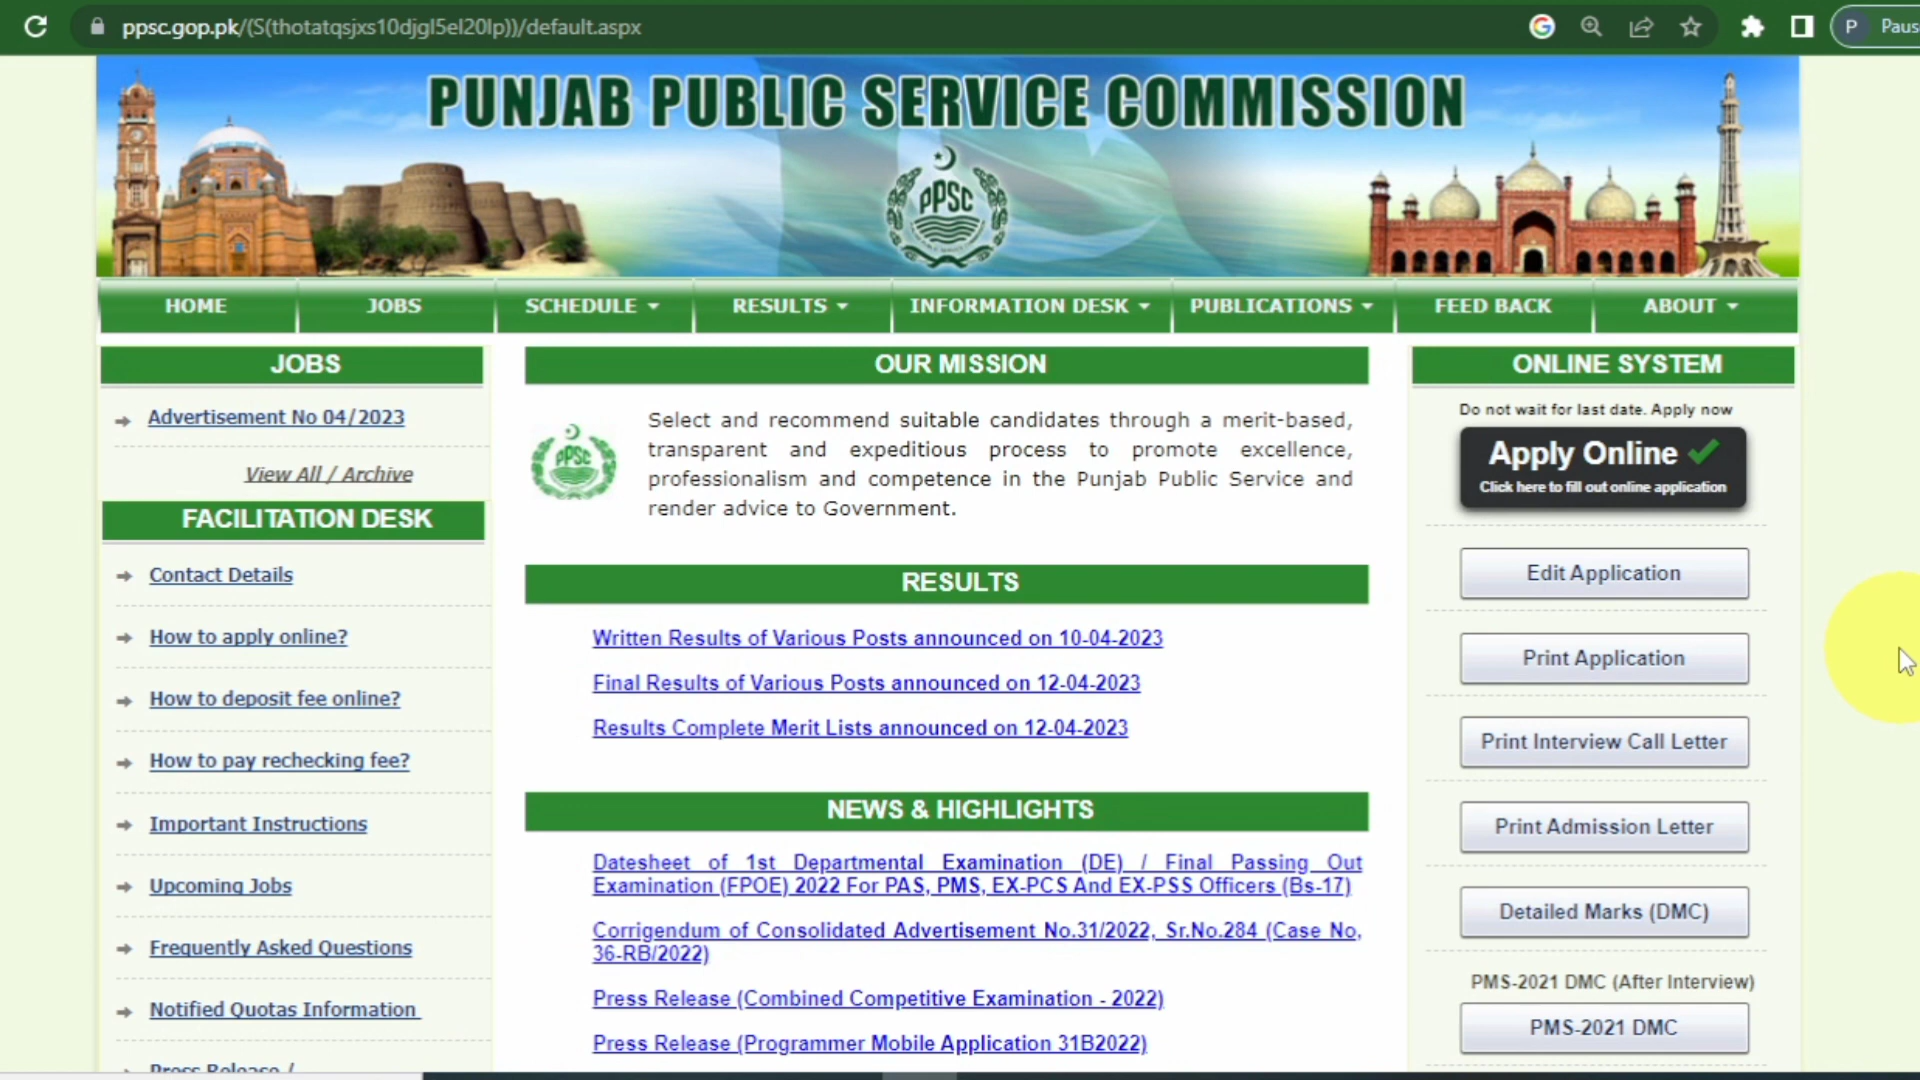 ppsc.gop.pk/(S(thotatqsjxs10djgl5el20lp))/default.aspx
P Paus
PUNJAB PUBLIC SERVICE COMMISSION
PPSC
HOME
JOBS
SCHEDULE
RESULTS
INFORMATION DESK
PUBLICATIONS
FEED BACK
ABOUT
JOBS
Advertisement No 04/2023
View All / Archive
FACILITATION DESK
Contact Details
How to apply online?
How to deposit fee online?
How to pay rechecking fee?
Important Instructions
Upcoming Jobs
Frequently Asked Questions
Notified Quotas Information
Press Release /
OUR MISSION
PPSC
Select and recommend suitable candidates through a merit-based,
transparent and expeditious process to promote excellence,
professionalism and competence in the Punjab Public Service and
render advice to Government.
RESULTS
Written Results of Various Posts announced on 10-04-2023
Final Results of Various Posts announced on 12-04-2023
Results Complete Merit Lists announced on 12-04-2023
NEWS & HIGHLIGHTS
Datesheet of 1st Departmental Examination (DE) / Final Passing Out
Examination (FPOE) 2022 For PAS, PMS, EX-PCS And EX-PSS Officers (Bs-17)
Corrigendum of Consolidated Advertisement No.31/2022, Sr.No.284 (Case No,
36-RB/2022)
Press Release (Combined Competitive Examination - 2022)
Press Release (Programmer Mobile Application 31B2022)
ONLINE SYSTEM
Do not wait for last date. Apply now
Apply Online
Click here to fill out online application
Edit Application
Print Application
Print Interview Call Letter
Print Admission Letter
Detailed Marks (DMC)
PMS-2021 DMC (After Interview)
PMS-2021 DMC